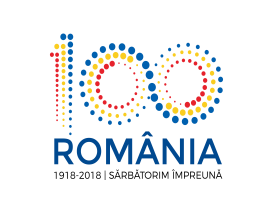 100
ROMÂNIA
1918-2018 | SĂRBĂTORIM ÎMPREUNĂ